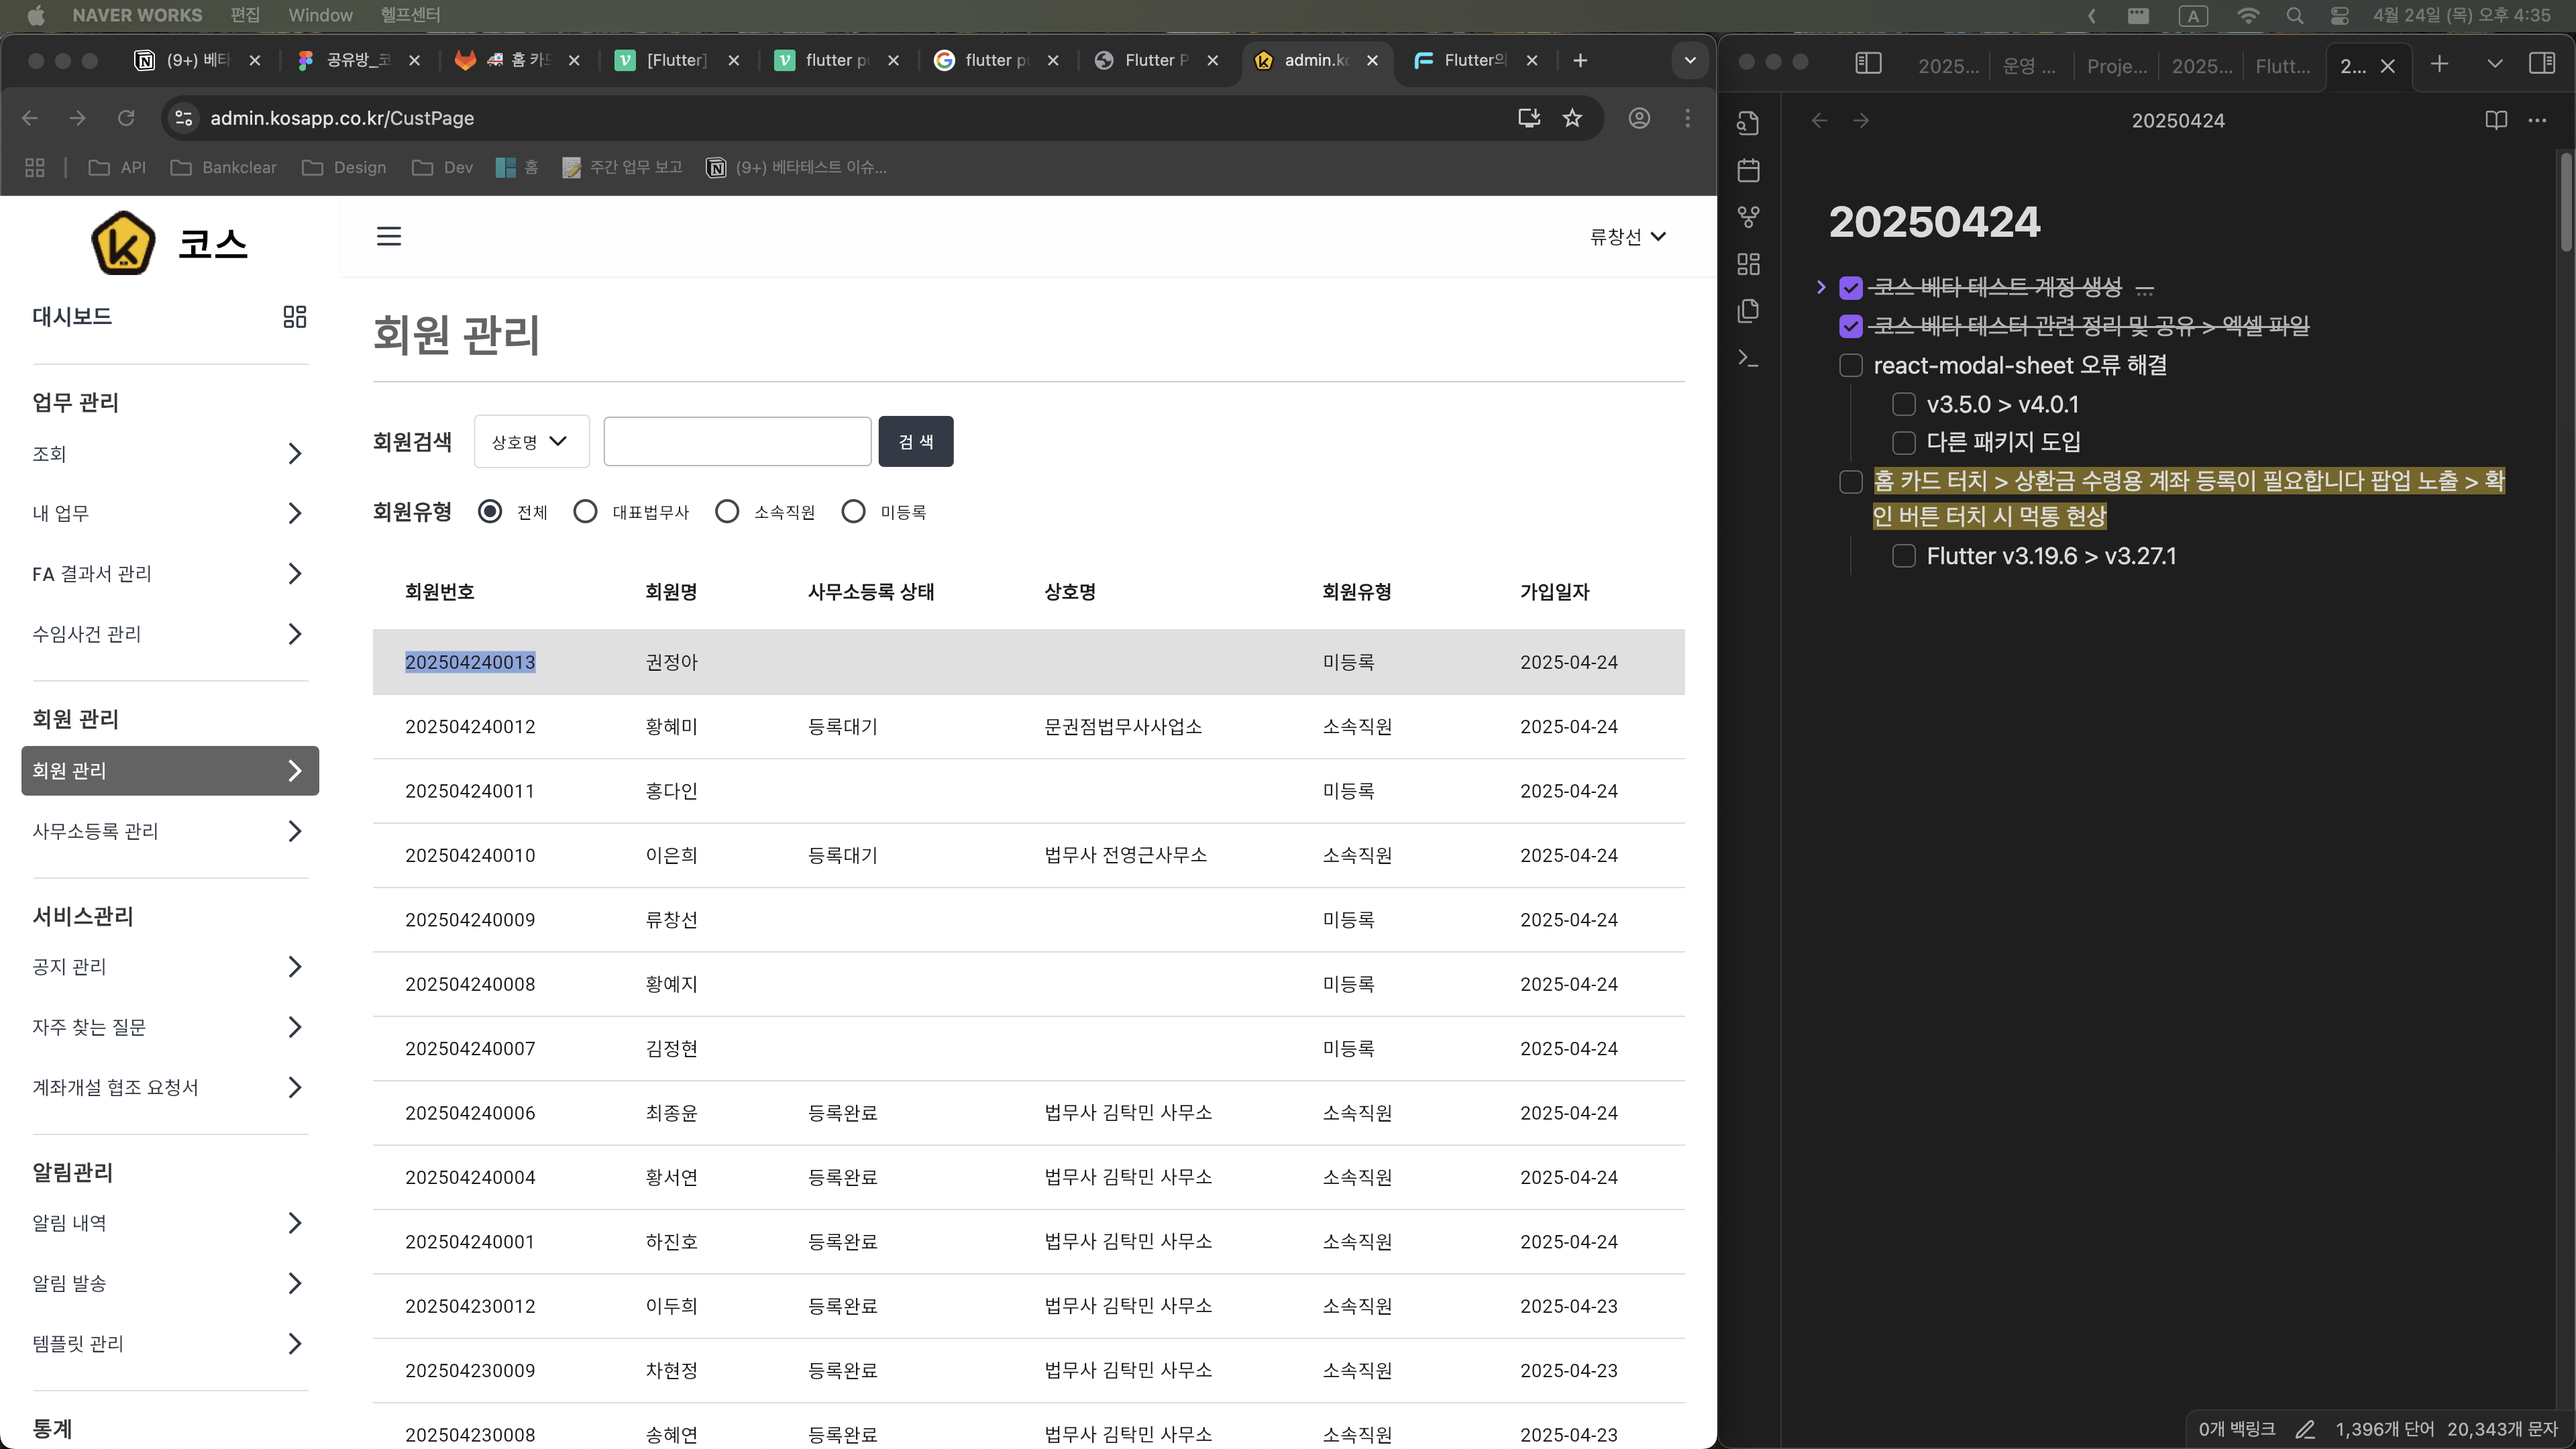 NAVER WORKS 편집 Window 헬프센터
A 4월 24일 (목) 오후 4:35
(9+) 베타 공유방_코 홈 카드 [Flutter] flutter pu flutter pu Flutter P admin.ko Flutter의
admin.kosapp.co.kr/CustPage
API Bankclear Design Dev 홈 주간 업무 보고 (9+) 베타테스트 이슈...
코스
대시보드
업무 관리
조회
내 업무
FA 결과서 관리
수임사건 관리
회원 관리
회원 관리
사무소등록 관리
서비스관리
공지 관리
자주 찾는 질문
계좌개설 협조 요청서
알림관리
알림 내역
알림 발송
템플릿 관리
통계
류창선
회원 관리
회원검색 상호명 검 색
회원유형 전체 대표법무사 소속직원 미등록
회원번호 회원명 사무소등록 상태 상호명 회원유형 가입일자
202504240013 권정아 미등록 2025-04-24
202504240012 황혜미 등록대기 문권점법무사사업소 소속직원 2025-04-24
202504240011 홍다인 미등록 2025-04-24
202504240010 이은희 등록대기 법무사 전영근사무소 소속직원 2025-04-24
202504240009 류창선 미등록 2025-04-24
202504240008 황예지 미등록 2025-04-24
202504240007 김정현 미등록 2025-04-24
202504240006 최종윤 등록완료 법무사 김탁민 사무소 소속직원 2025-04-24
202504240004 황서연 등록완료 법무사 김탁민 사무소 소속직원 2025-04-24
202504240001 하진호 등록완료 법무사 김탁민 사무소 소속직원 2025-04-24
202504230012 이두희 등록완료 법무사 김탁민 사무소 소속직원 2025-04-23
202504230009 차현정 등록완료 법무사 김탁민 사무소 소속직원 2025-04-23
202504230008 송혜연 등록완료 법무사 김탁민 사무소 소속직원 2025-04-23
2025... 운영 ... Proje... 2025... Flutt... 2...
20250424
20250424
코스 베타 테스트 계정 생성 ...
코스 베타 테스터 관련 정리 및 공유 > 엑셀 파일
react-modal-sheet 오류 해결
v3.5.0 > v4.0.1
다른 패키지 도입
홈 카드 터치 > 상환금 수령용 계좌 등록이 필요합니다 팝업 노출 > 확
인 버튼 터치 시 먹통 현상
Flutter v3.19.6 > v3.27.1
0개 백링크 1,396개 단어 20,343개 문자